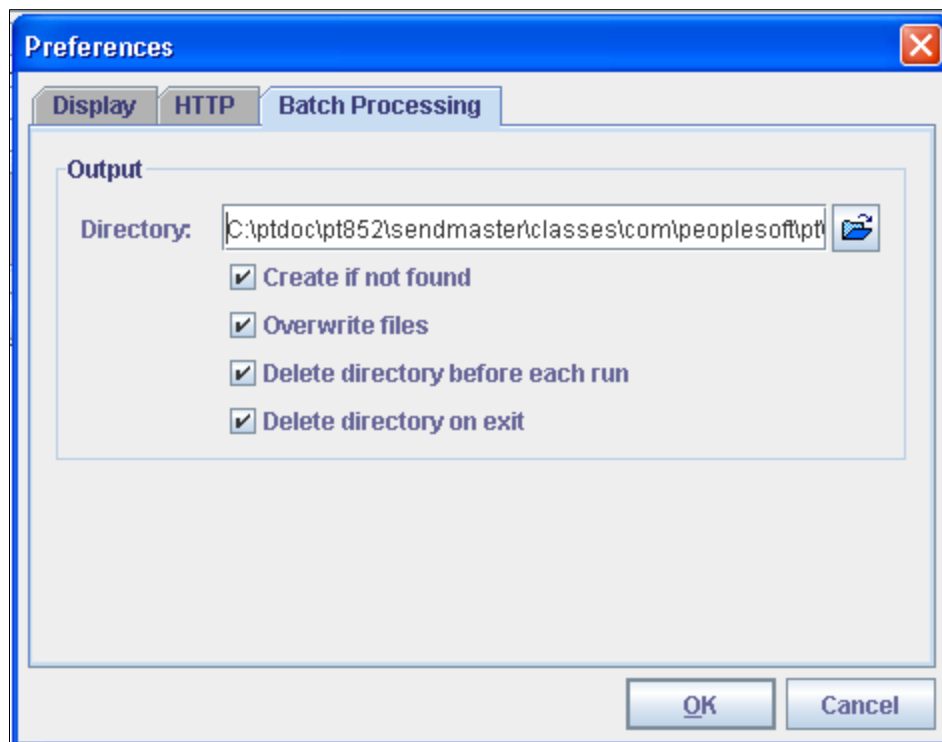 Preferences
Display HTTP Batch Processing
Output
Directory: C:\ptdoc\pt852\sendmaster\classes\com\peoplesoft\pt\
Create if not found
Overwrite files
Delete directory before each run
Delete directory on exit
OK Cancel